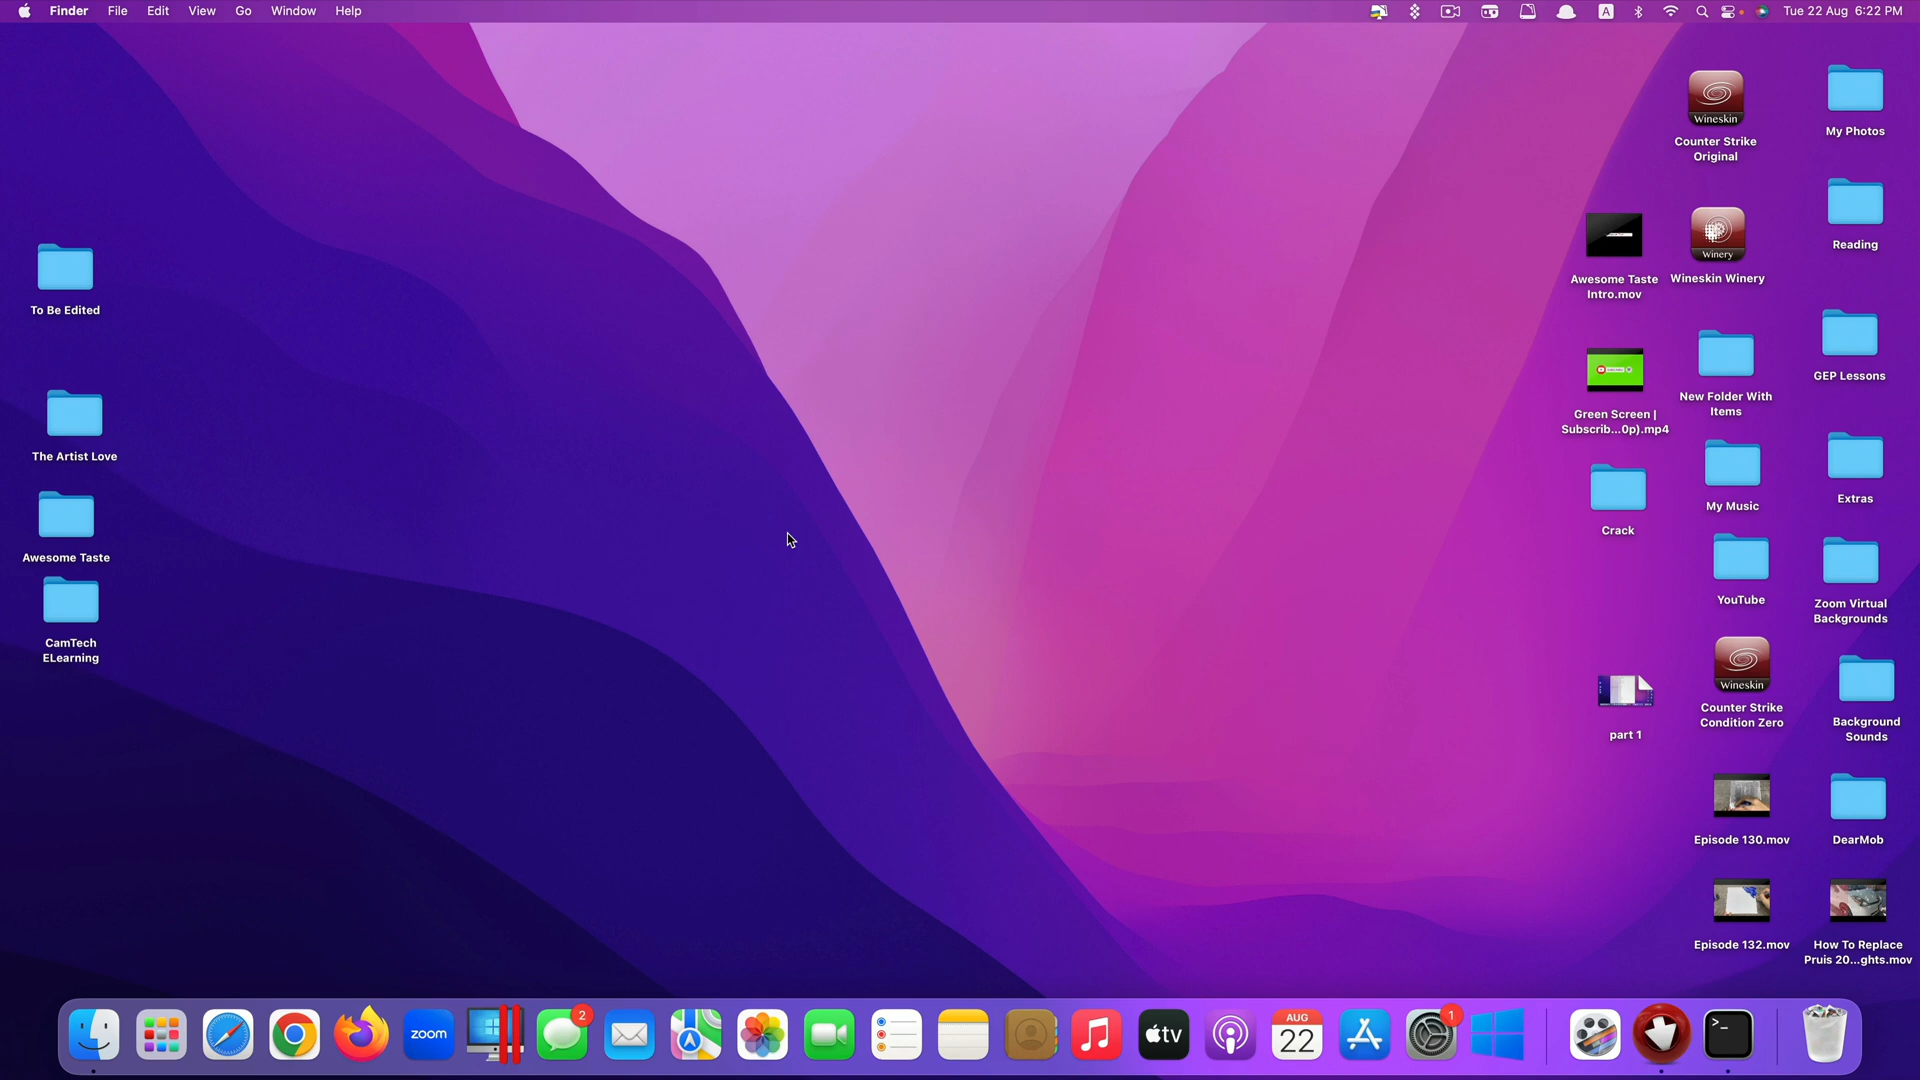 Finder File Edit View Go Window Help
A
Tue 22 Aug 6:22 PM
To Be Edited
The Artist Love
Awesome Taste
CamTech
ELearning
Wineskin
Counter Strike
Original
My Photos
Reading
Awesome Taste
Intro.mov
Winery
Wineskin Winery
GEP Lessons
Green Screen |
Subscrib...0p).mp4
New Folder With
Items
My Music
Extras
Crack
YouTube
Zoom Virtual
Backgrounds
Wineskin
Counter Strike
Condition Zero
part 1
Background
Sounds
Episode 130.mov
DearMob
Episode 132.mov
How To Replace
Pruis 20...ghts.mov
zoom
2
tv
AUG
22
1
>_